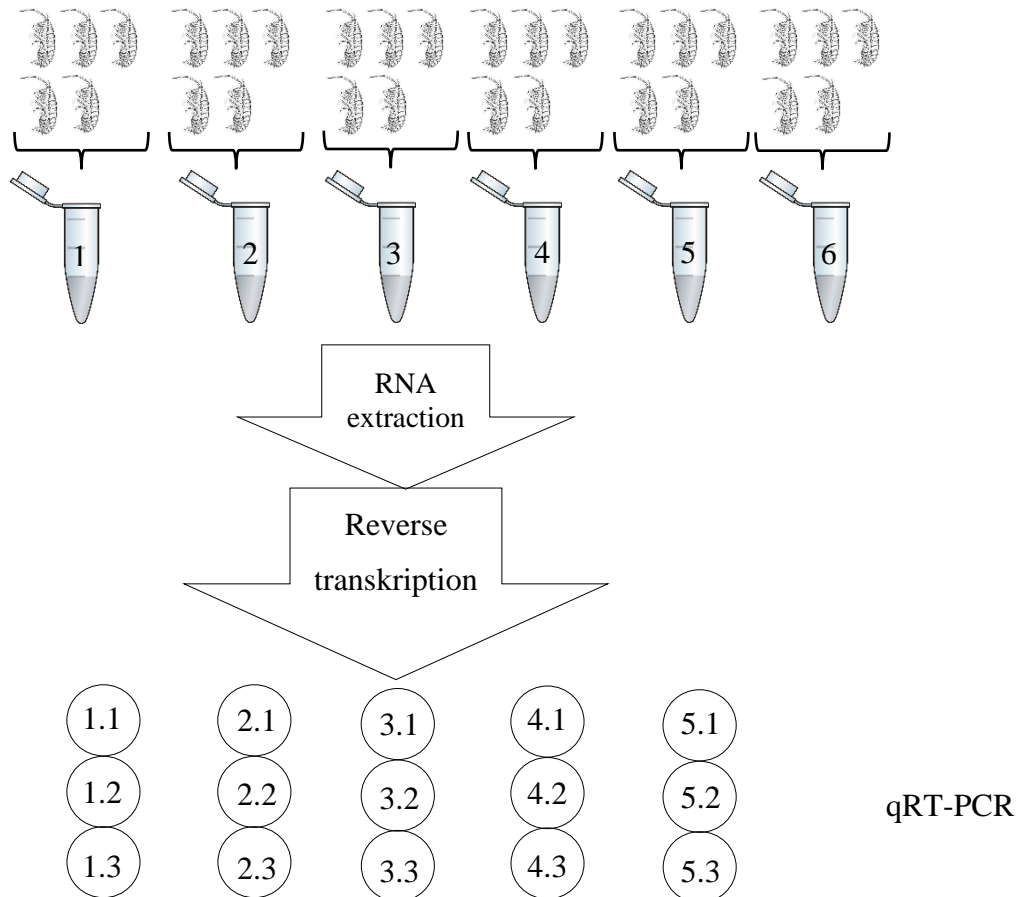 1 2 3 4 5 6
RNA
extraction
Reverse
transkription
1.1 2.1 3.1 4.1 5.1
1.2 2.2 3.2 4.2 5.2
qRT-PCR
1.3 2.3 3.3 4.3 5.3